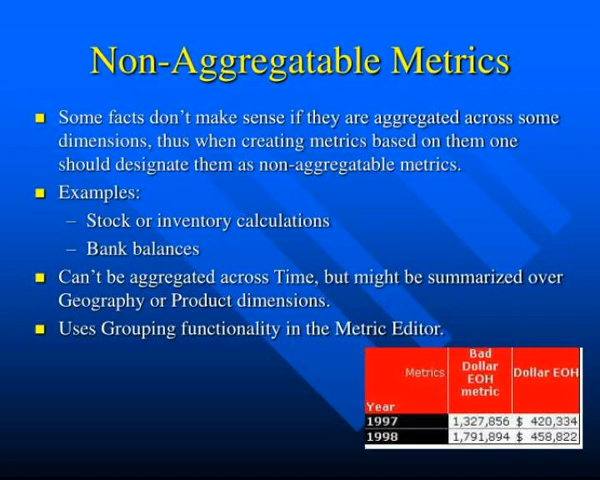 Non-Aggregatable Metrics
Some facts don't make sense if they are aggregated across some
dimensions, thus when creating metrics based on them one
should designate them as non-aggregatable metrics.
Examples:
– Stock or inventory calculations
– Bank balances
Can't be aggregated across Time, but might be summarized over
Geography or Product dimensions.
Uses Grouping functionality in the Metric Editor.
Metrics Bad Dollar EOH metric Dollar EOH
Year
1997 1,327,856 $ 420,334
1998 1,791,894 $ 458,822